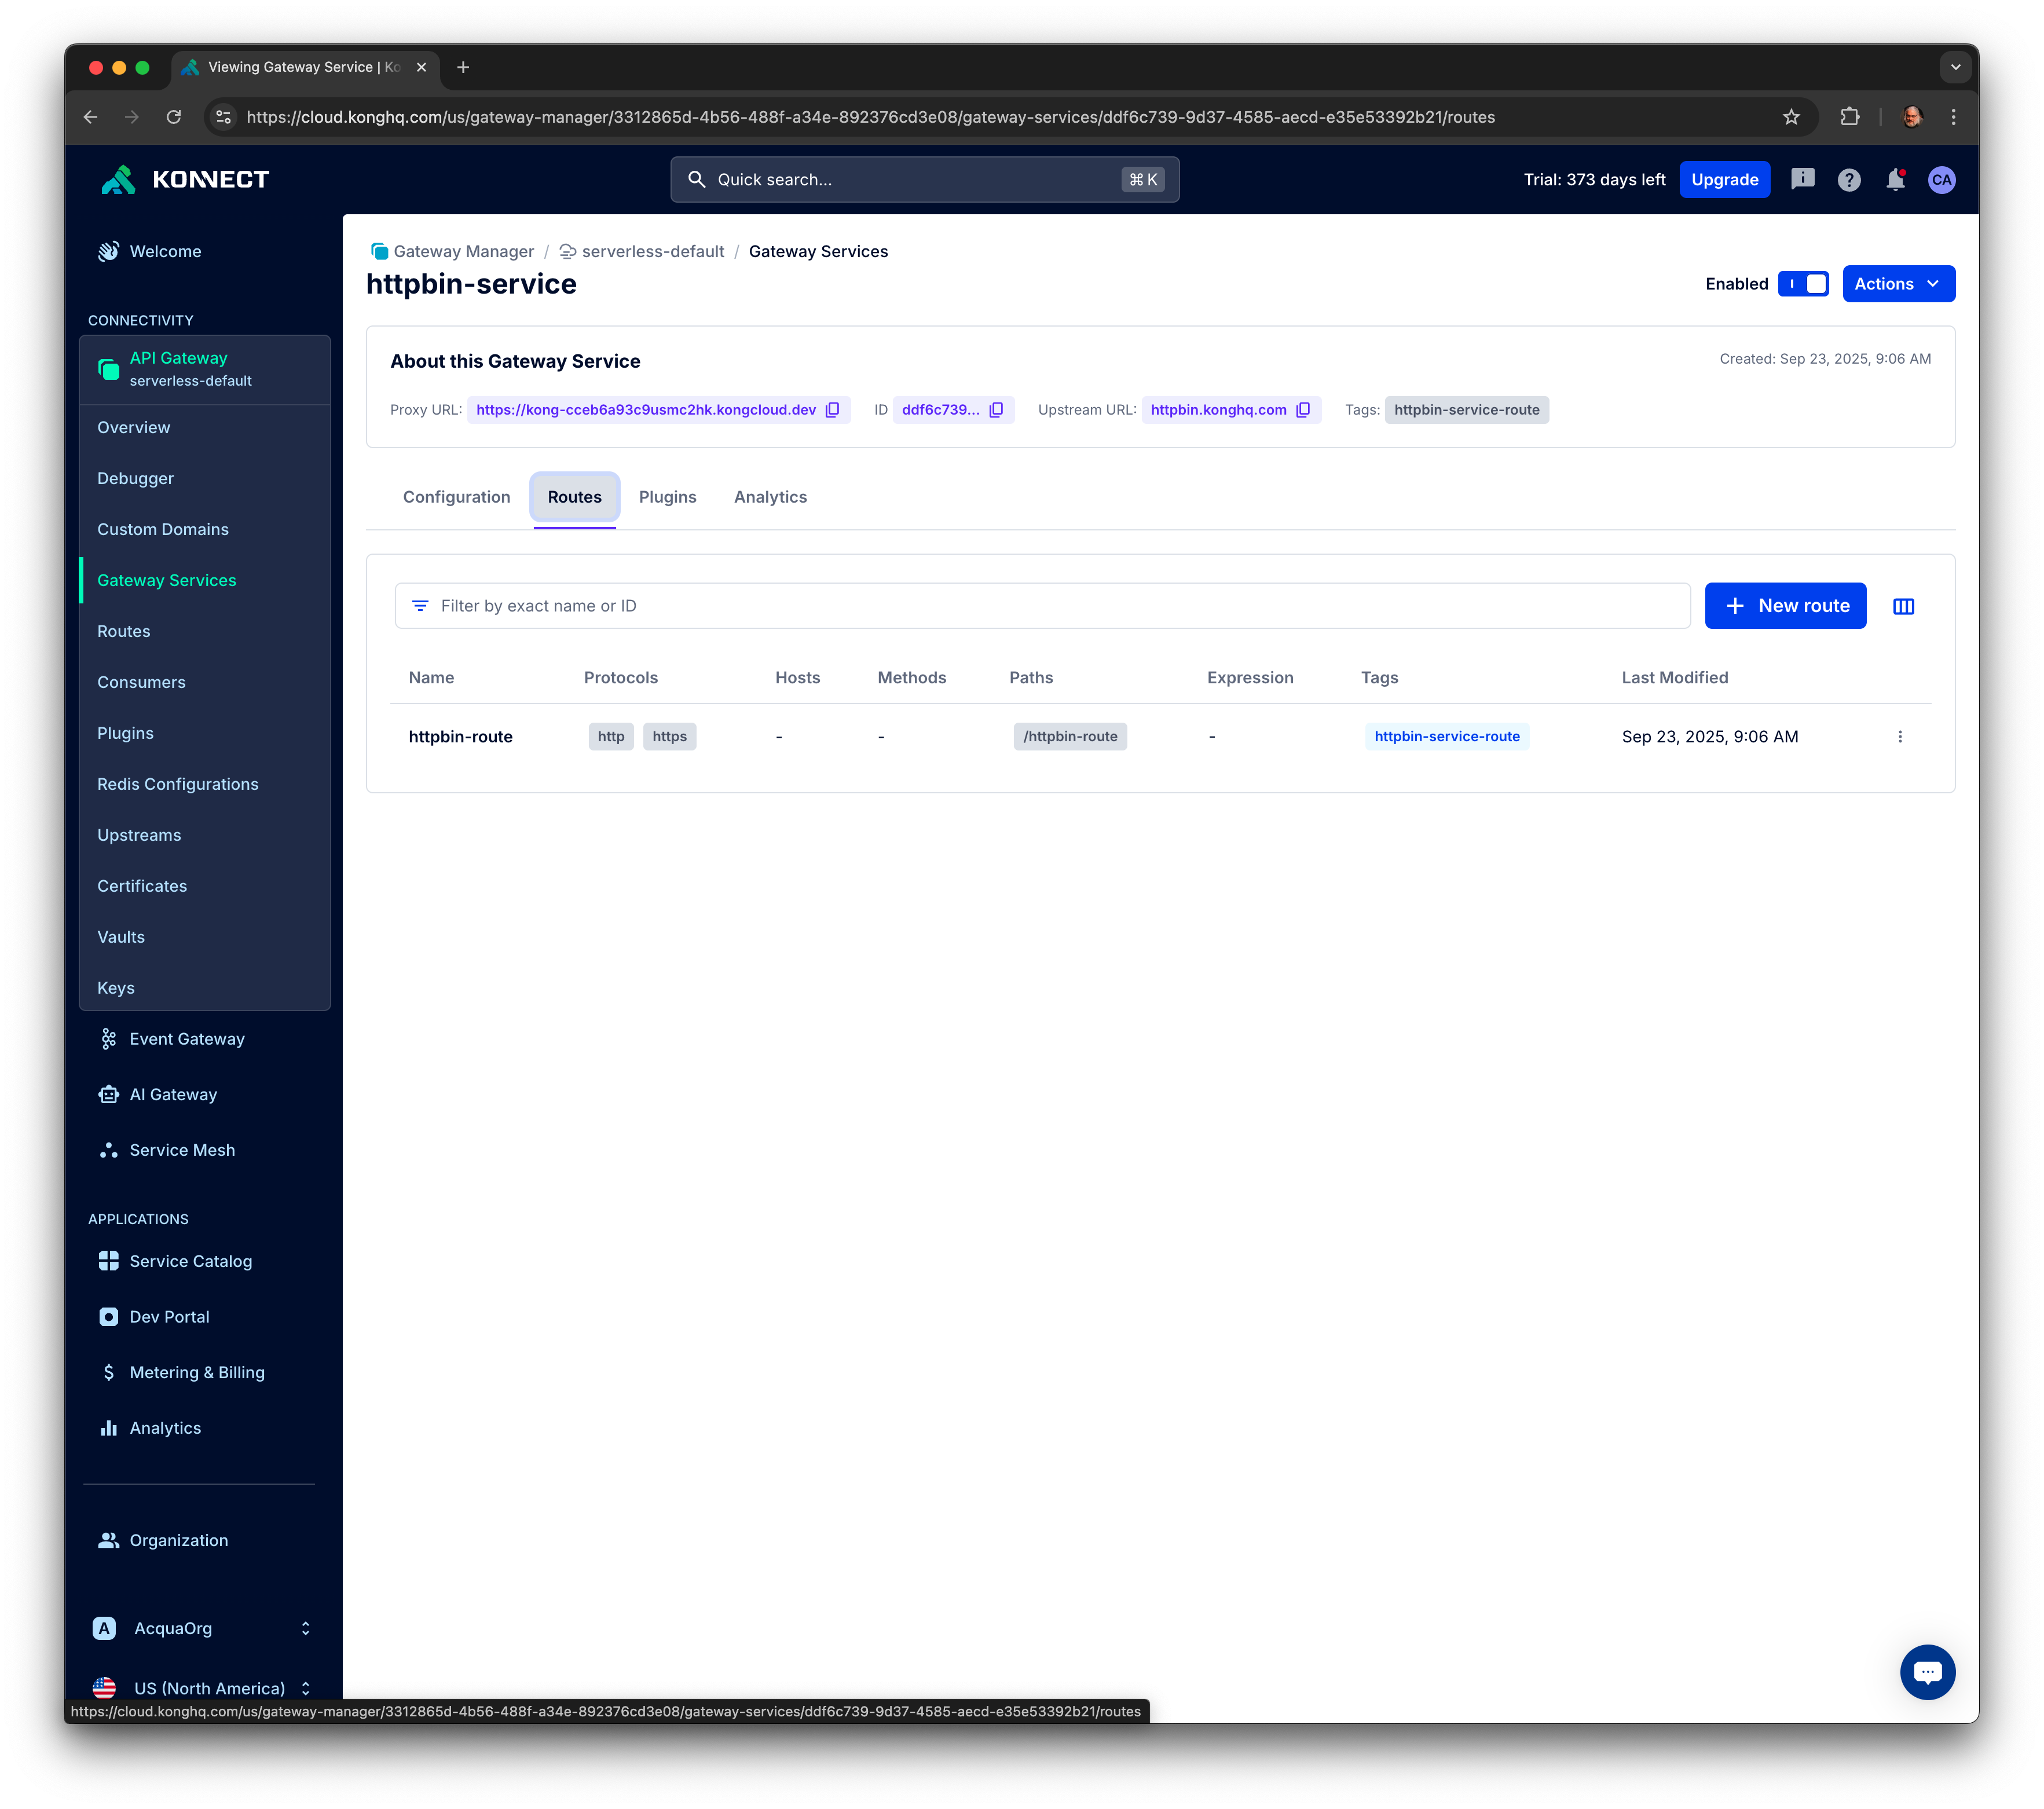 Viewing Gateway Service | Ko
https://cloud.konghq.com/us/gateway-manager/3312865d-4b56-488f-a34e-892376cd3e08/gateway-services/ddf6c739-9d37-4585-aecd-e35e53392b21/routes
KONNECT
Quick search...
⌘ K
Trial: 373 days left
Upgrade
CA
Welcome
CONNECTIVITY
API Gateway
serverless-default
Overview
Debugger
Custom Domains
Gateway Services
Routes
Consumers
Plugins
Redis Configurations
Upstreams
Certificates
Vaults
Keys
Event Gateway
AI Gateway
Service Mesh
APPLICATIONS
Service Catalog
Dev Portal
Metering & Billing
Analytics
Organization
A AcquaOrg
US (North America)
Gateway Manager / serverless-default / Gateway Services
httpbin-service
Enabled
Actions
About this Gateway Service
Created: Sep 23, 2025, 9:06 AM
Proxy URL: https://kong-cceb6a93c9usmc2hk.kongcloud.dev ID ddf6c739... Upstream URL: httpbin.konghq.com Tags: httpbin-service-route
Configuration Routes Plugins Analytics
Filter by exact name or ID
+ New route
Name Protocols Hosts Methods Paths Expression Tags Last Modified
httpbin-route http https - - /httpbin-route - httpbin-service-route Sep 23, 2025, 9:06 AM
https://cloud.konghq.com/us/gateway-manager/3312865d-4b56-488f-a34e-892376cd3e08/gateway-services/ddf6c739-9d37-4585-aecd-e35e53392b21/routes